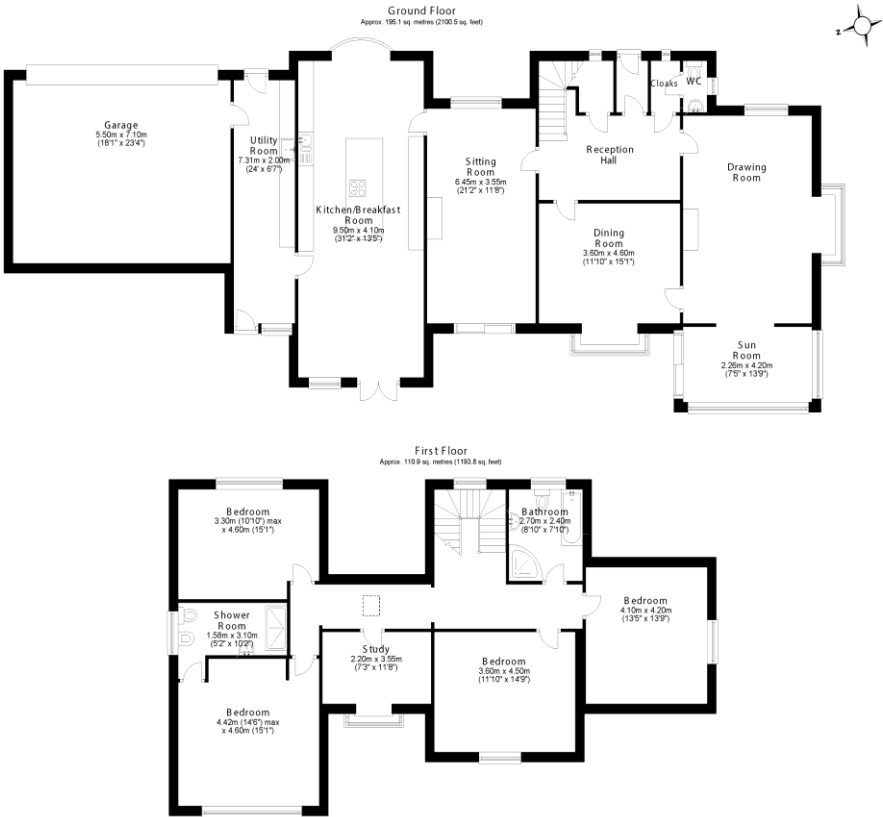 Ground Floor
Approx. 195.1 sq. metres (2100.5 sq. feet)
z
Garage
5.50m x 7.10m
(18'1" x 23'4")
Utility
Room
7.31m x 2.00m
(24' x 6'7")
Kitchen/Breakfast
Room
9.50m x 4.10m
(31'2" x 13'5")
Sitting
Room
6.45m x 3.55m
(21'2" x 11'8")
Cloaks
WC
Reception
Hall
Dining
Room
3.60m x 4.60m
(11'10" x 15'1")
Drawing
Room
Sun
Room
2.26m x 4.20m
(7'5" x 13'9")
First Floor
Approx. 110.9 sq. metres (1193.8 sq. feet)
Bedroom
3.30m (10'10") max
x 4.60m (15'1")
Bathroom
2.70m x 2.40m
(8'10" x 7'10")
Shower
Room
1.58m x 3.10m
(5'2" x 10'2")
Study
2.20m x 3.55m
(7'3" x 11'8")
Bedroom
3.60m x 4.50m
(11'10" x 14'9")
Bedroom
4.10m x 4.20m
(13'5" x 13'9")
Bedroom
4.42m (14'6") max
x 4.60m (15'1")